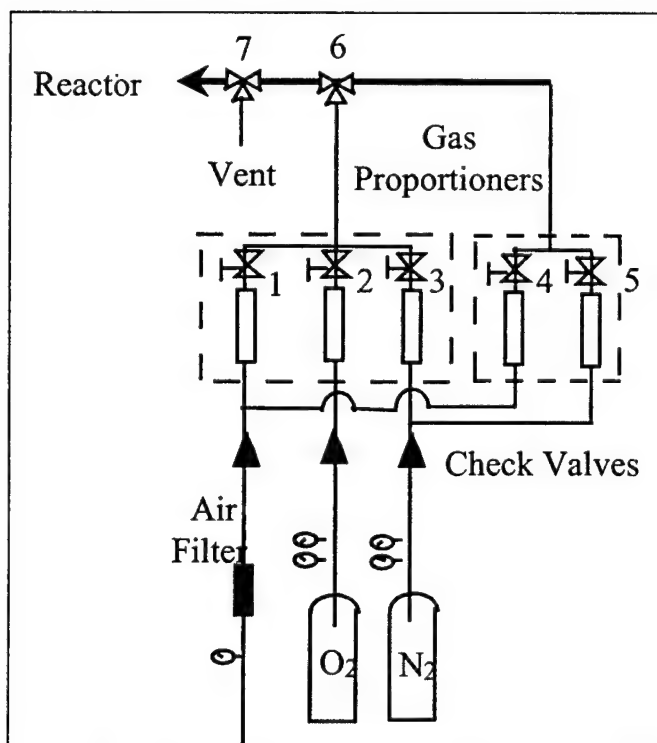 7 6
Reactor
Vent
Gas
Proportioners
1 2 3 4 5
Check Valves
Air
Filter
O2 N2